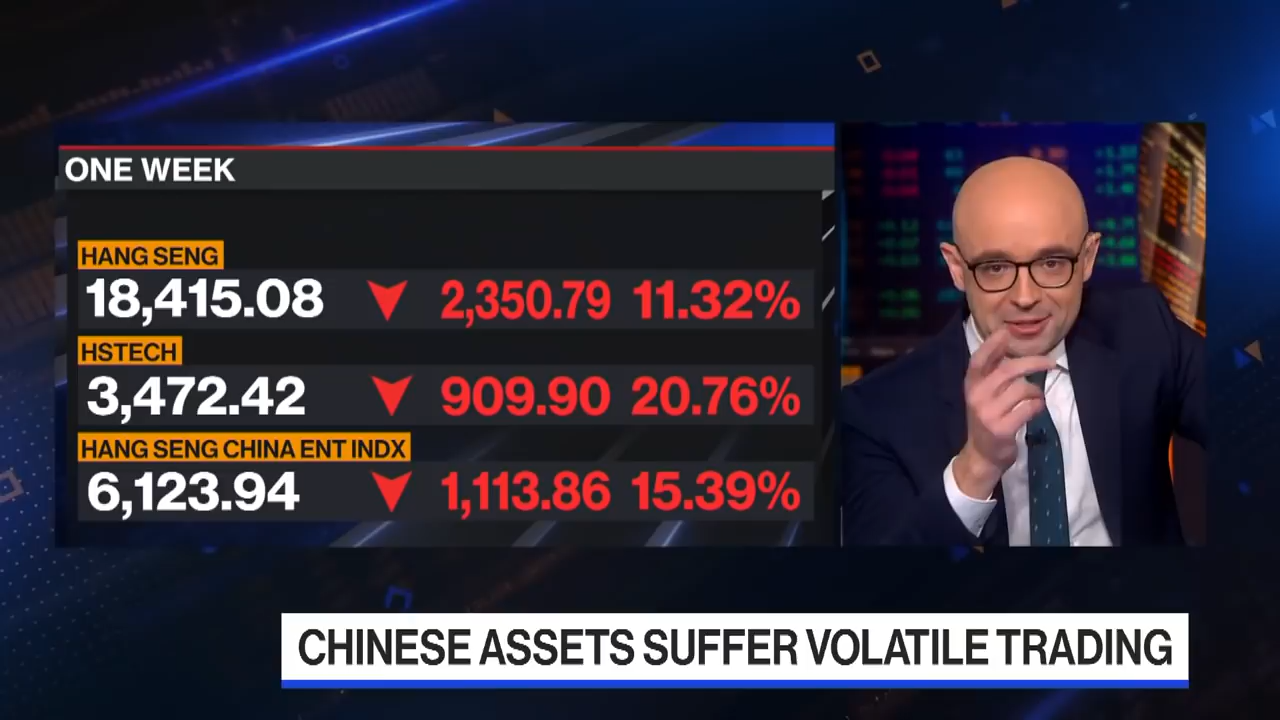 ONE WEEK
HANG SENG
18,415.08 ▼ 2,350.79 11.32%
HSTECH
3,472.42 ▼ 909.90 20.76%
HANG SENG CHINA ENT INDX
6,123.94 ▼ 1,113.86 15.39%
CHINESE ASSETS SUFFER VOLATILE TRADING